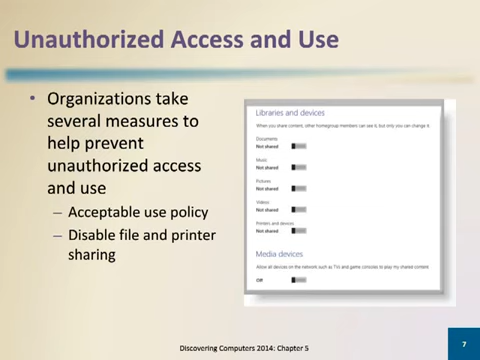 Unauthorized Access and Use
• Organizations take
several measures to
help prevent
unauthorized access
and use
– Acceptable use policy
– Disable file and printer
sharing
Libraries and devices
When you share content, other homegroup members can see it, but only you can change it.
Documents
Not shared
Music
Not shared
Pictures
Not shared
Videos
Not shared
Printers and devices
Not shared
Media devices
Allow all devices on the network such as TVs and game consoles to play my shared content
Off
Discovering Computers 2014: Chapter 5
7